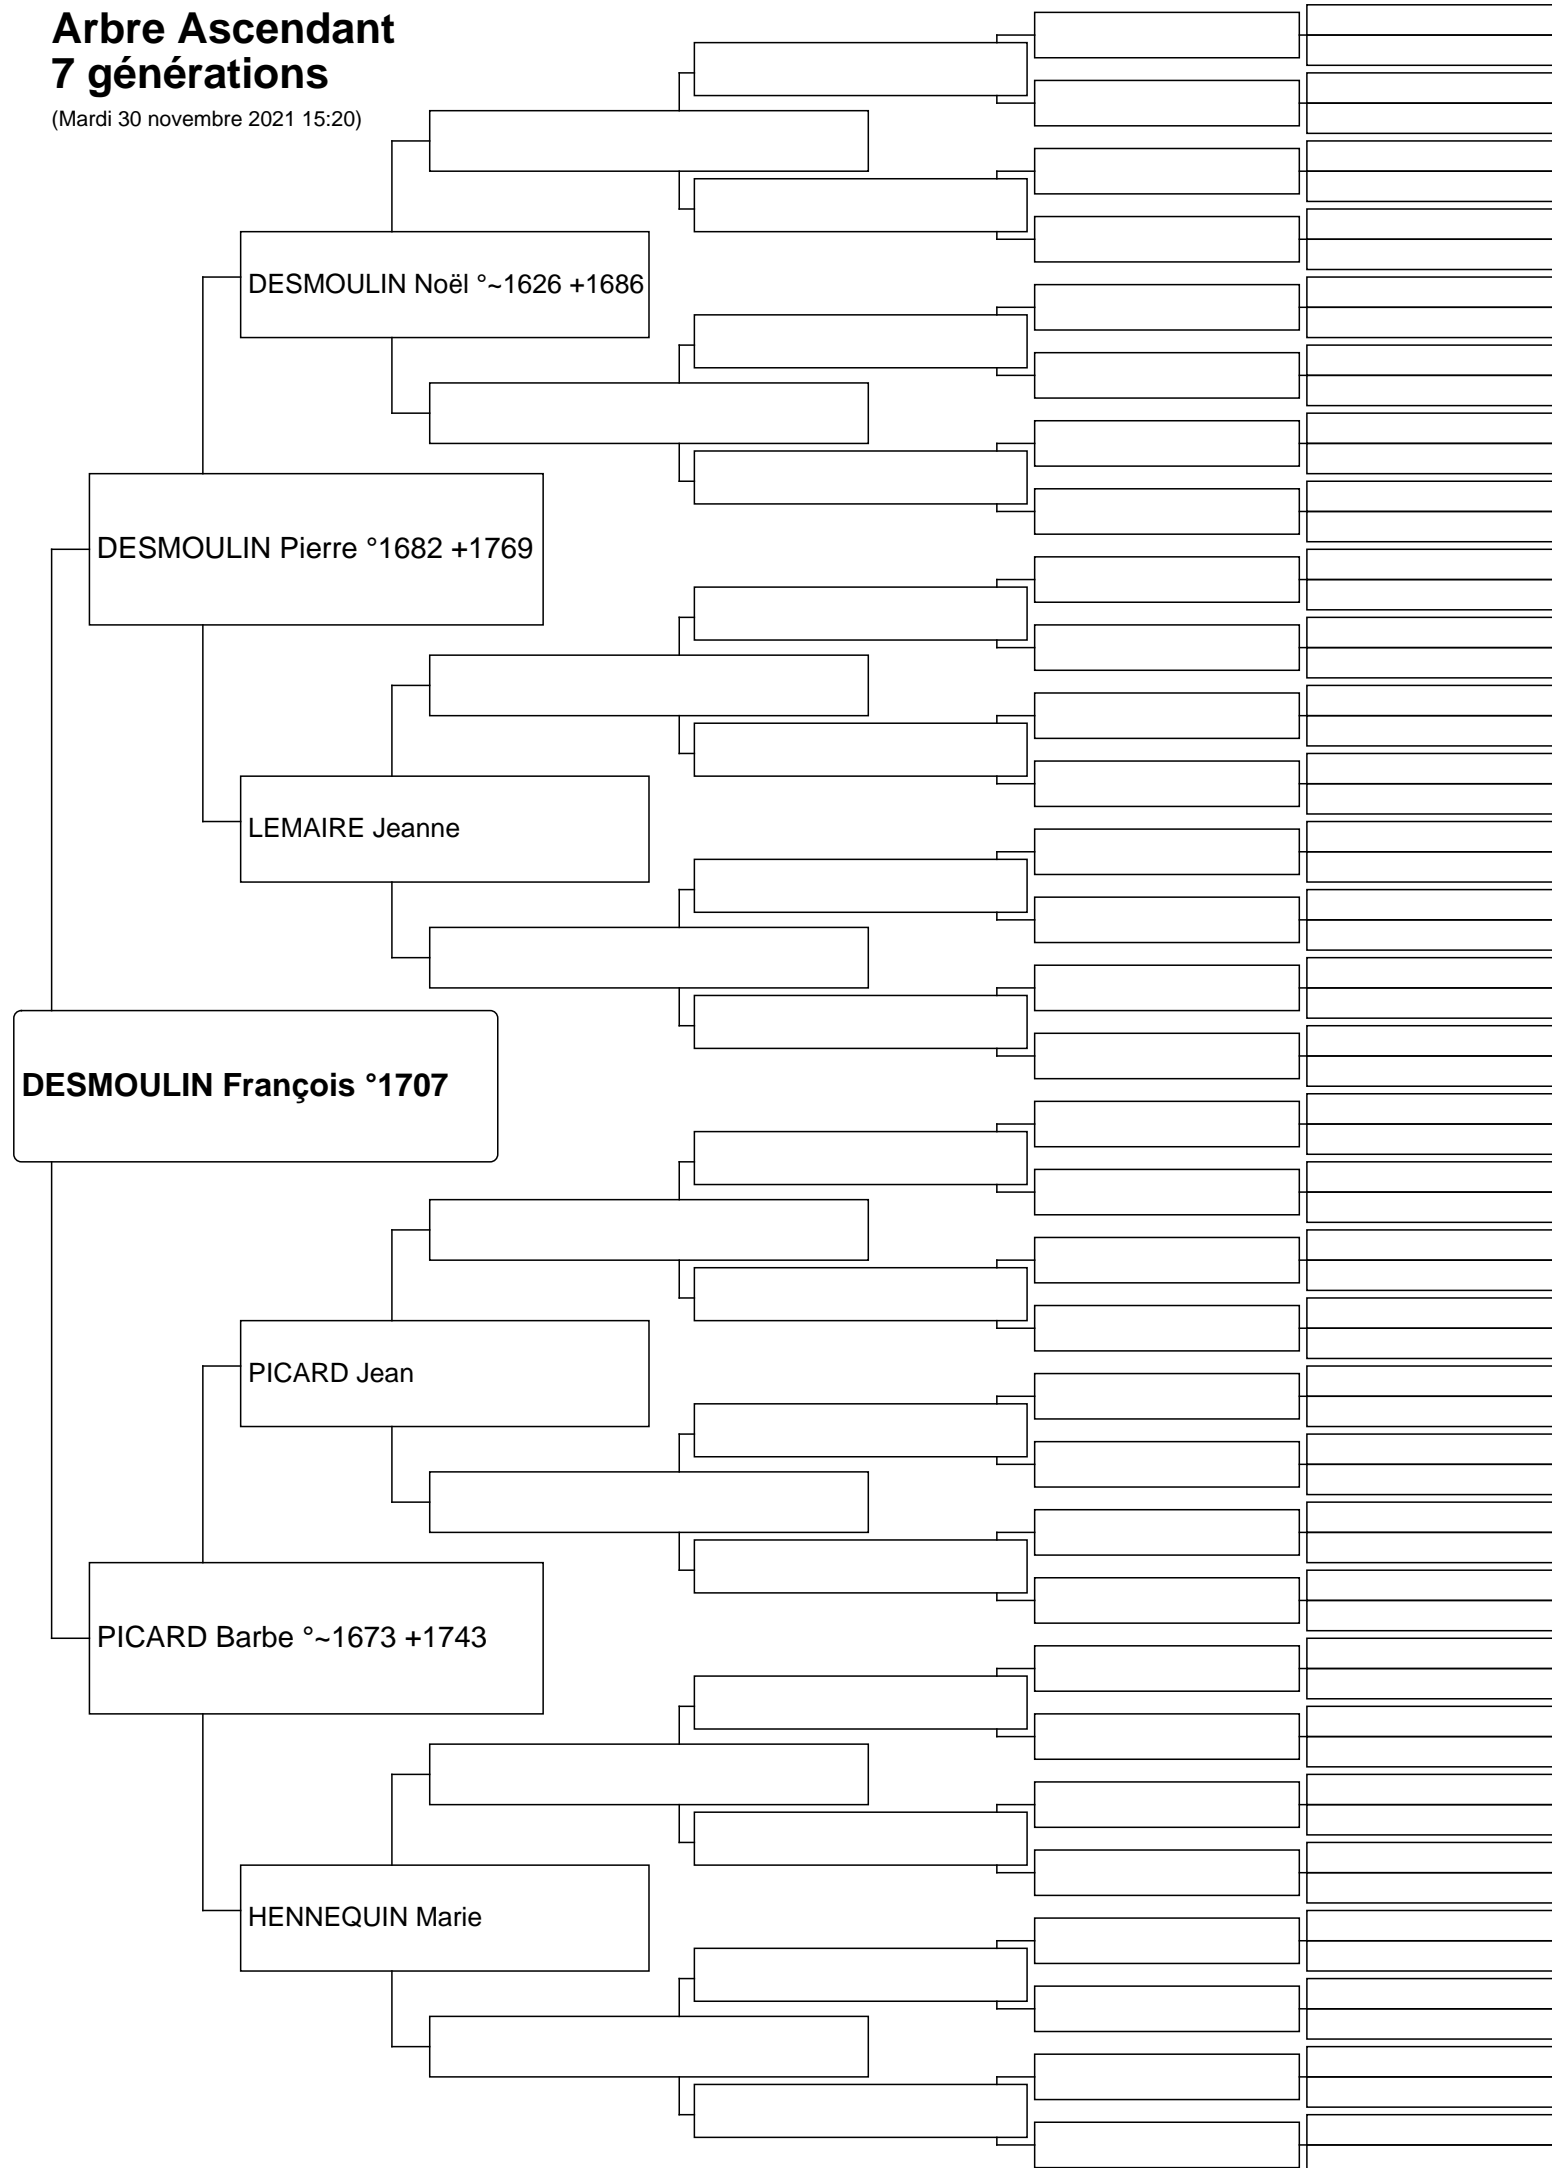 Arbre Ascendant
7 générations
(Mardi 30 novembre 2021 15:20)
DESMOULIN Noël °~1626 +1686
DESMOULIN Pierre °1682 +1769
LEMAIRE Jeanne
DESMOULIN François °1707
PICARD Jean
PICARD Barbe °~1673 +1743
HENNEQUIN Marie